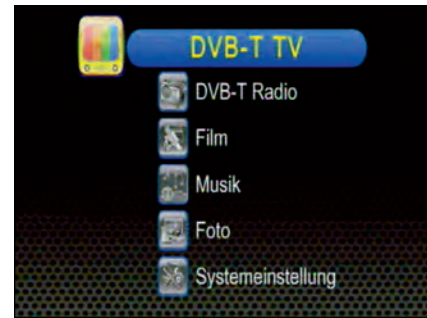 DVB-T TV
DVB-T Radio
Film
Musik
Foto
Systemeinstellung